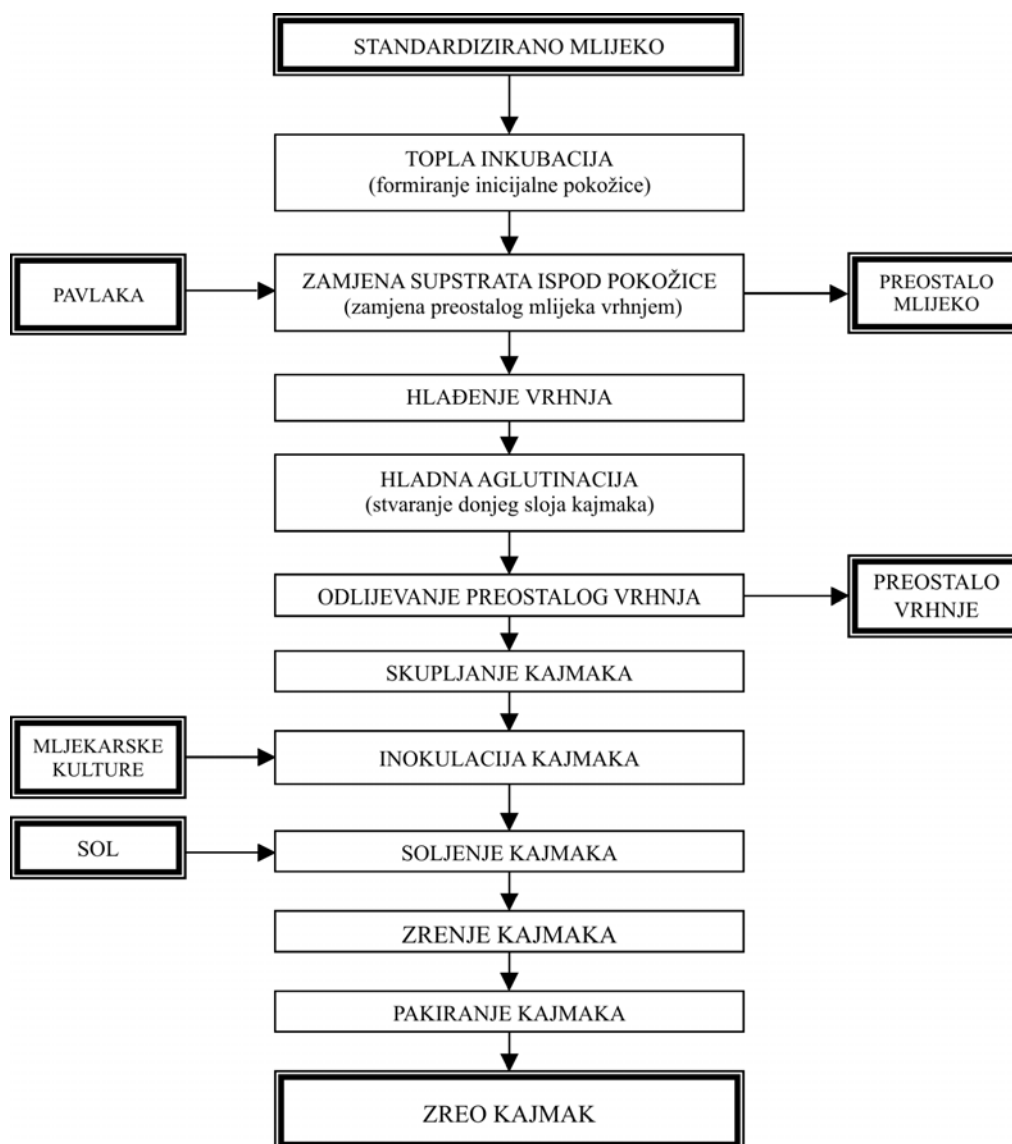 STANDARDIZIRANO MLIJEKO
TOPLA INKUBACIJA
(formiranje inicijalne pokožice)
PAVLAKA
ZAMJENA SUPSTRATA ISPOD POKOŽICE
(zamjena preostalog mlijeka vrhnjem)
PREOSTALO
MLIJEKO
HLAĐENJE VRHNJA
HLADNA AGLUTINACIJA
(stvaranje donjeg sloja kajmaka)
ODLIJEVANJE PREOSTALOG VRHNJA
PREOSTALO
VRHNJE
SKUPLJANJE KAJMAKA
MLJEKARSKE
KULTURE
INOKULACIJA KAJMAKA
SOL
SOLJENJE KAJMAKA
ZRENJE KAJMAKA
PAKIRANJE KAJMAKA
ZREO KAJMAK